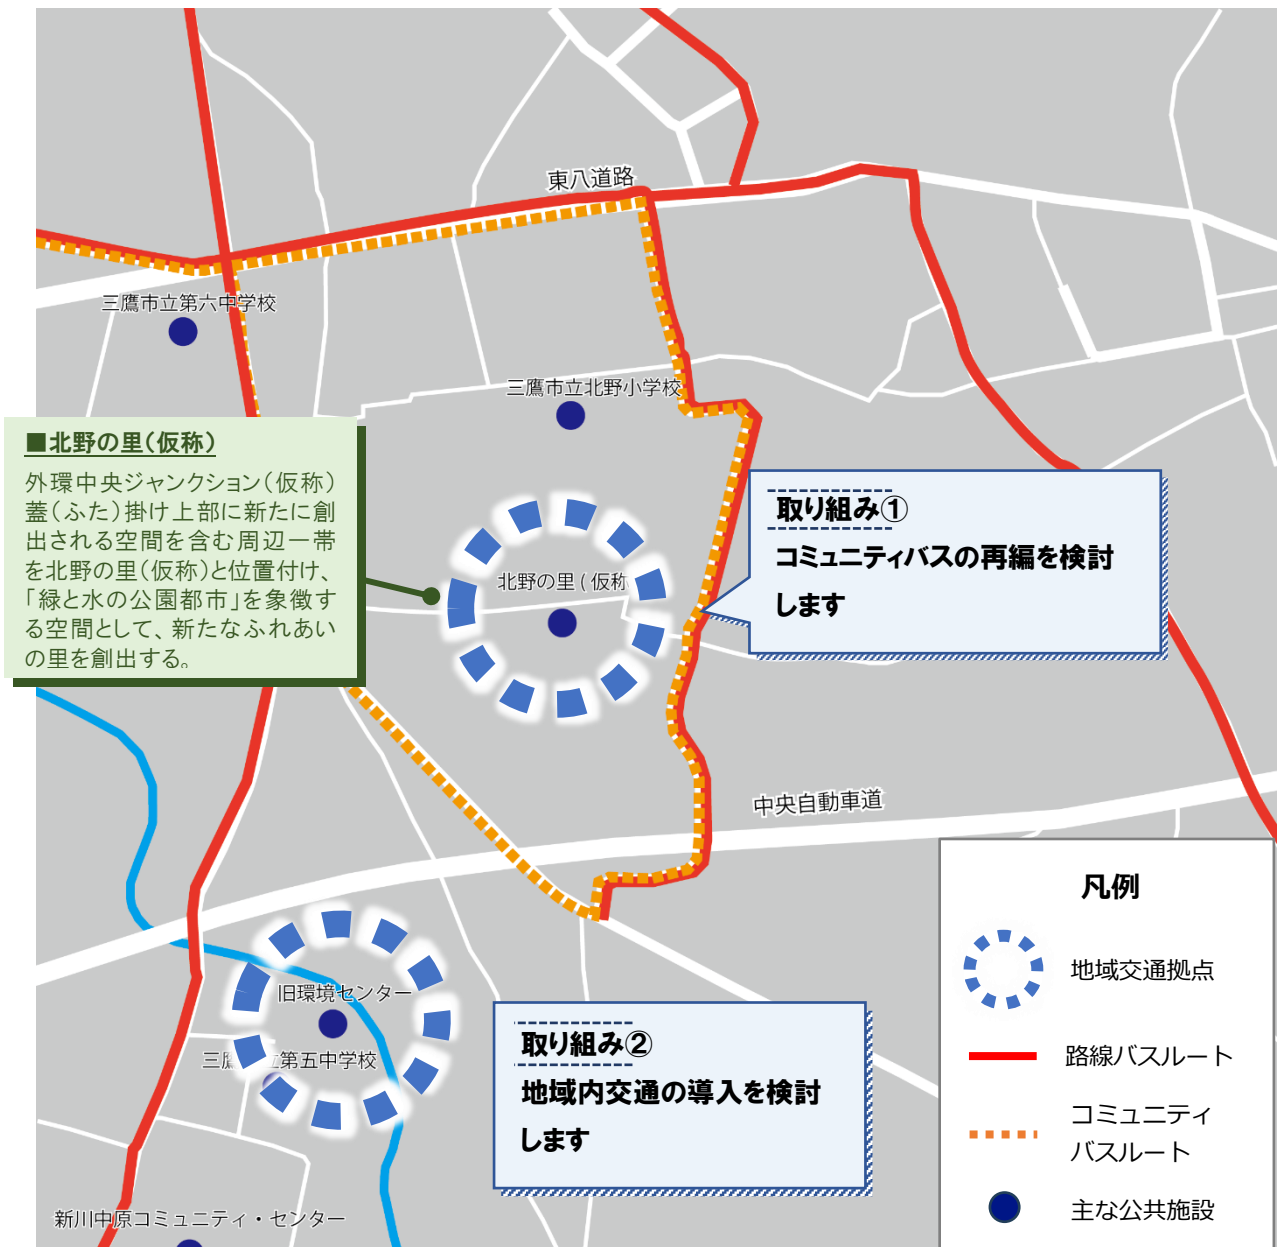 東八道路
三鷹市立第六中学校
三鷹市立北野小学校
■北野の里（仮称）
外環中央ジャンクション（仮称）
蓋（ふた）掛け上部に新たに創
出される空間を含む周辺一帯
を北野の里（仮称）と位置付け、
「緑と水の公園都市」を象徴す
る空間として、新たなふれあい
の里を創出する。
北野の里（仮称
取り組み①
コミュニティバスの再編を検討
します
中央自動車道
旧環境センター
三鷹 立第五中学校
取り組み②
地域内交通の導入を検討
します
新川中原コミュニティ・センター
凡例
地域交通拠点
路線バスルート
コミュニティ
バスルート
主な公共施設